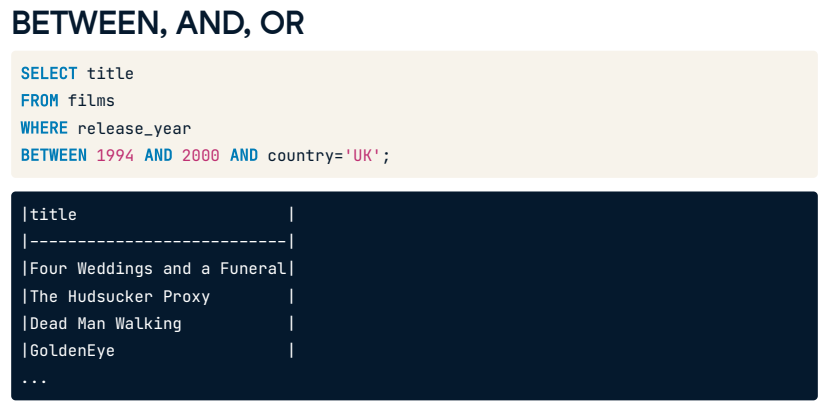 BETWEEN, AND, OR
SELECT title
FROM films
WHERE release_year
BETWEEN 1994 AND 2000 AND country='UK';
|title                      |
|---------------------------|
|Four Weddings and a Funeral|
|The Hudsucker Proxy        |
|Dead Man Walking           |
|GoldenEye                  |
...